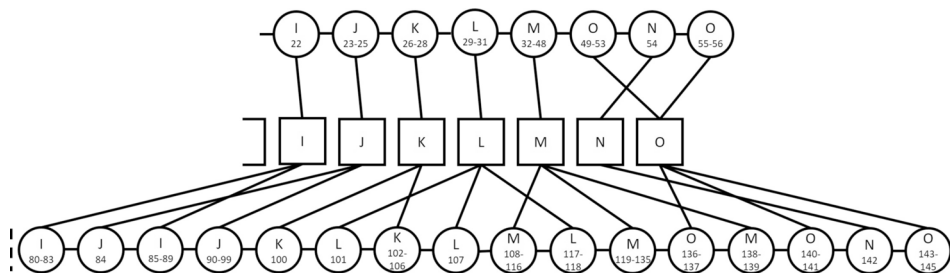 I J K L M O N O
22 23-25 26-28 29-31 32-48 49-53 54 55-56
I J K L M N O
I J I J K L K L M L M O M O N O
80-83 84 85-89 90-99 100 101 102- 107 108- 117- 119-135 136- 138- 140- 142 143-
106 116 118 137 139 141 145